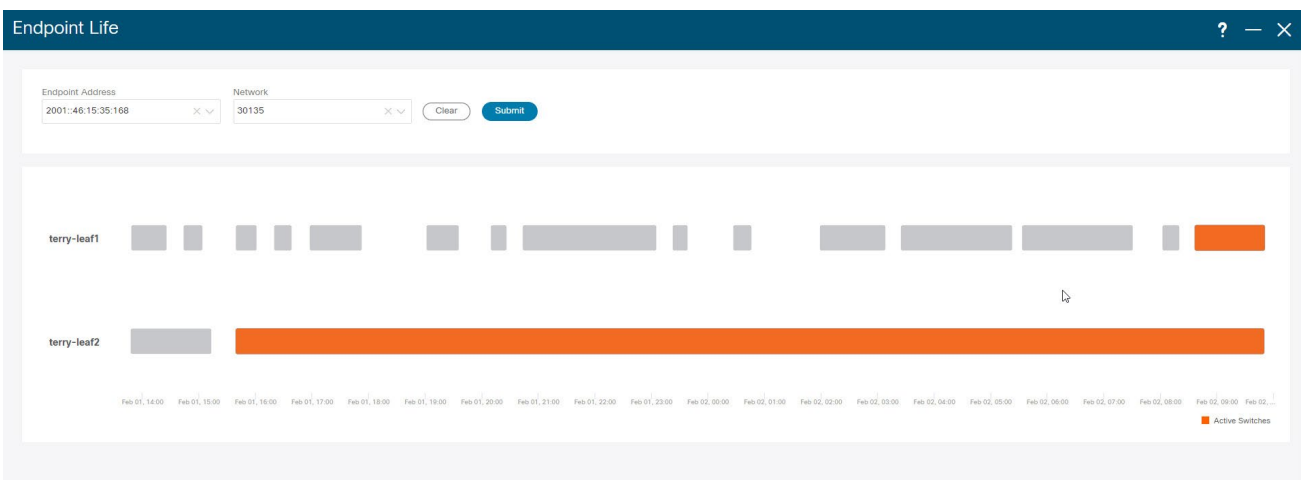 Endpoint Life ? — ×
Endpoint Address Network
2001::46:15:35:168 30135 Clear Submit
terry-leaf1
terry-leaf2
Feb 01, 14:00 Feb 01, 15:00 Feb 01, 16:00 Feb 01, 17:00 Feb 01, 18:00 Feb 01, 19:00 Feb 01, 20:00 Feb 01, 21:00 Feb 01, 22:00 Feb 01, 23:00 Feb 02, 00:00 Feb 02, 01:00 Feb 02, 02:00 Feb 02, 03:00 Feb 02, 04:00 Feb 02, 05:00 Feb 02, 06:00 Feb 02, 07:00 Feb 02, 08:00 Feb 02, 09:00 Feb 02, ...
Active Switches